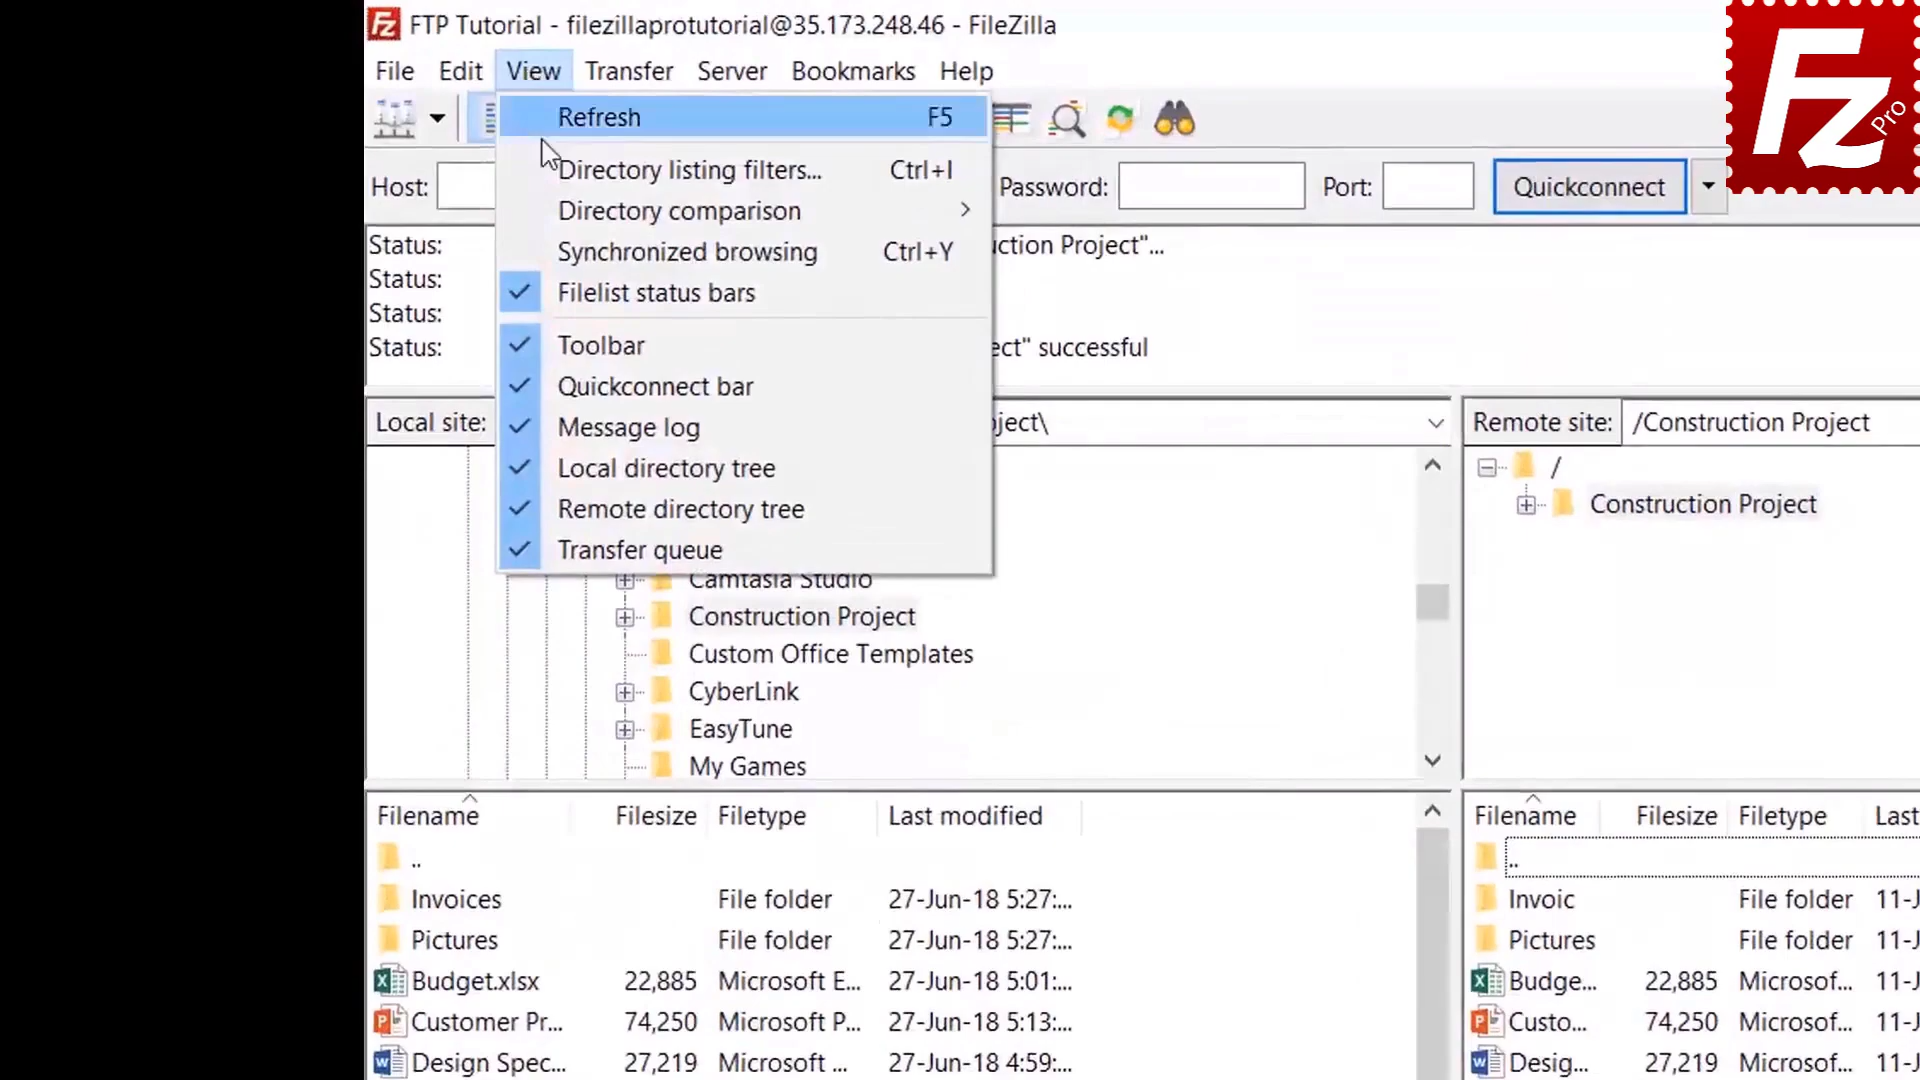 FTP Tutorial - filezillaprotutorial@35.173.248.46 - FileZilla
File Edit View Transfer Server Bookmarks Help
Fz Pro
Refresh F5
Directory listing filters... Ctrl+I
Directory comparison
Synchronized browsing Ctrl+Y
Filelist status bars
Toolbar
Quickconnect bar
Message log
Local directory tree
Remote directory tree
Transfer queue
Host: Password: Port: Quickconnect
Status: Project"...
Status:
Status:
Status: successful
Local site:
Remote site: /Construction Project
/
Construction Project
Camtasia Studio
Construction Project
Custom Office Templates
CyberLink
EasyTune
My Games
Filename Filesize Filetype Last modified
..
Invoices File folder 27-Jun-18 5:27:...
Pictures File folder 27-Jun-18 5:27:...
Budget.xlsx 22,885 Microsoft E... 27-Jun-18 5:01:...
Customer Pr... 74,250 Microsoft P... 27-Jun-18 5:13:...
Design Spec... 27,219 Microsoft ... 27-Jun-18 4:59:...
Filename Filesize Filetype Last
..
Invoic File folder 11-J
Pictures File folder 11-J
Budge... 22,885 Microsof... 11-J
Custo... 74,250 Microsof... 11-J
Desig... 27,219 Microsof... 11-J